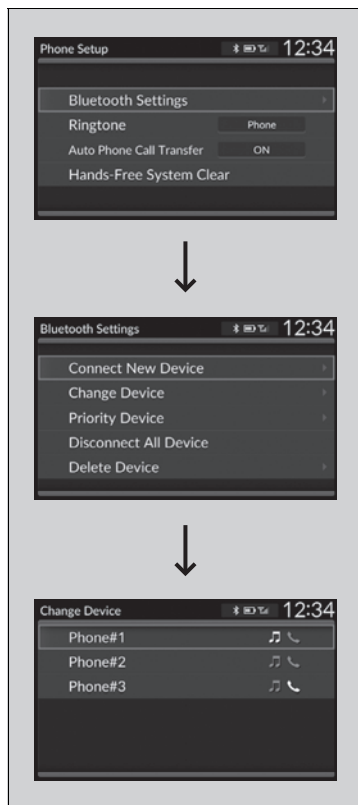 Phone Setup 12:34
Bluetooth Settings
Ringtone Phone
Auto Phone Call Transfer ON
Hands-Free System Clear
Bluetooth Settings 12:34
Connect New Device
Change Device
Priority Device
Disconnect All Device
Delete Device
Change Device 12:34
Phone#1
Phone#2
Phone#3